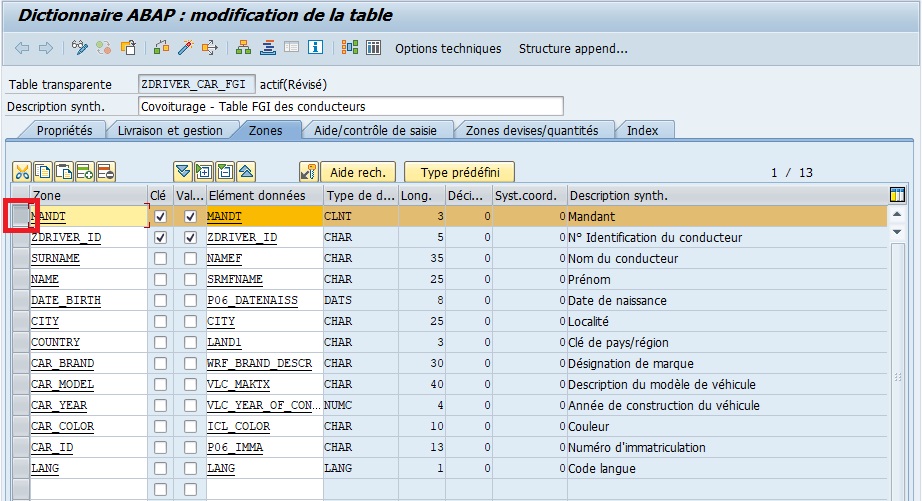 Dictionnaire ABAP : modification de la table
Options techniques Structure append...
Table transparente ZDRIVER_CAR_FGI actif(Révisé)
Description synth. Covoiturage - Table FGI des conducteurs
Propriétés Livraison et gestion Zones Aide/contrôle de saisie Zones devises/quantités Index
Aide rech. Type prédéfini 1 / 13
Zone Clé Val... Elément données Type de d... Long. Déci... Syst.coord. Description synth.
MANDT MANDT CLNT 3 0 0 Mandant
ZDRIVER_ID ZDRIVER_ID CHAR 5 0 0 N° Identification du conducteur
SURNAME NAMEF CHAR 35 0 0 Nom du conducteur
NAME SRMFNAME CHAR 25 0 0 Prénom
DATE_BIRTH P06_DATENAISS DATS 8 0 0 Date de naissance
CITY CITY CHAR 25 0 0 Localité
COUNTRY LAND1 CHAR 3 0 0 Clé de pays/région
CAR_BRAND WRF_BRAND_DESCR CHAR 30 0 0 Désignation de marque
CAR_MODEL VLC_MAKTX CHAR 40 0 0 Description du modèle de véhicule
CAR_YEAR VLC_YEAR_OF_CON... NUMC 4 0 0 Année de construction du véhicule
CAR_COLOR ICL_COLOR CHAR 10 0 0 Couleur
CAR_ID P06_IMMA CHAR 13 0 0 Numéro d'immatriculation
LANG LANG LANG 1 0 0 Code langue